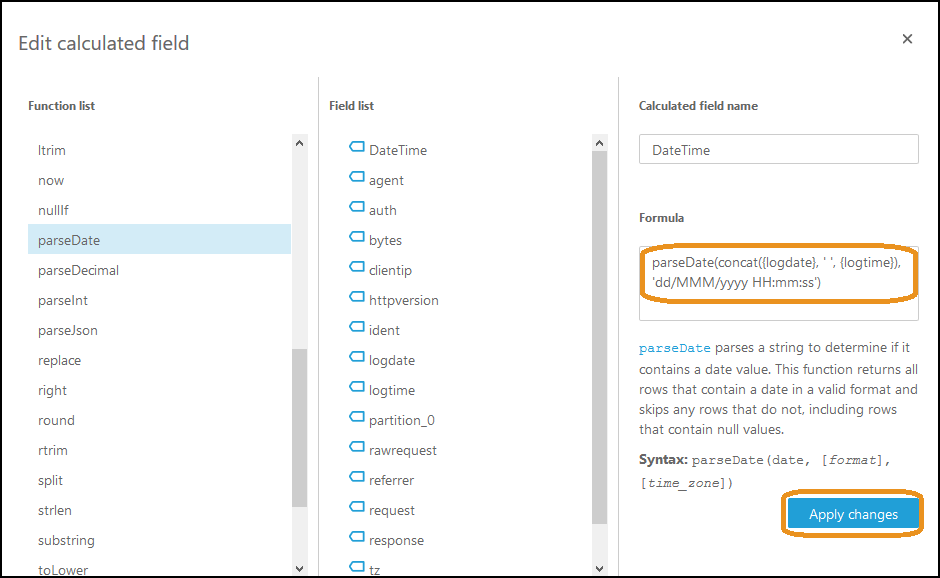 Edit calculated field
Function list
ltrim
now
nullIf
parseDate
parseDecimal
parseInt
parseJson
replace
right
round
rtrim
split
strlen
substring
toLower
Field list
DateTime
agent
auth
bytes
clientip
httpversion
ident
logdate
logtime
partition_0
rawrequest
referrer
request
response
tz
Calculated field name
DateTime
Formula
parseDate(concat({logdate}, ' ', {logtime}),
'dd/MMM/yyyy HH:mm:ss')
parseDate parses a string to determine if it
contains a date value. This function returns all
rows that contain a date in a valid format and
skips any rows that do not, including rows
that contain null values.
Syntax: parseDate(date, [format],
[time_zone])
Apply changes